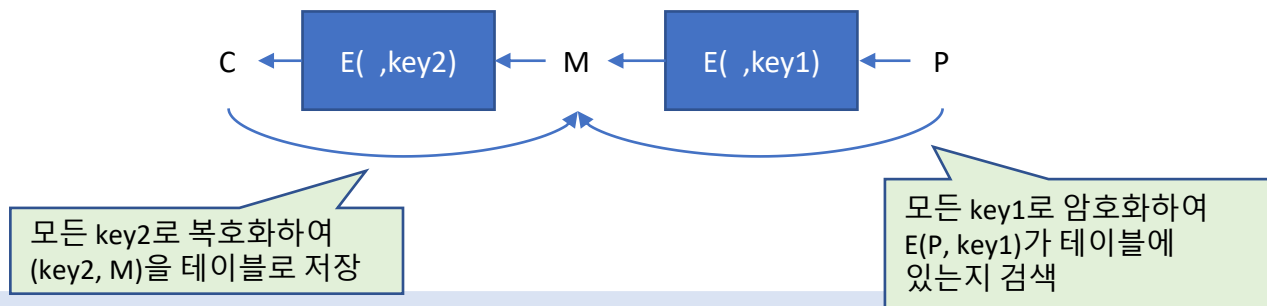 C E( ,key2) M E( ,key1) P
모든 key2로 복호화하여
(key2, M)을 테이블로 저장
모든 key1로 암호화하여
E(P, key1)가 테이블에
있는지 검색